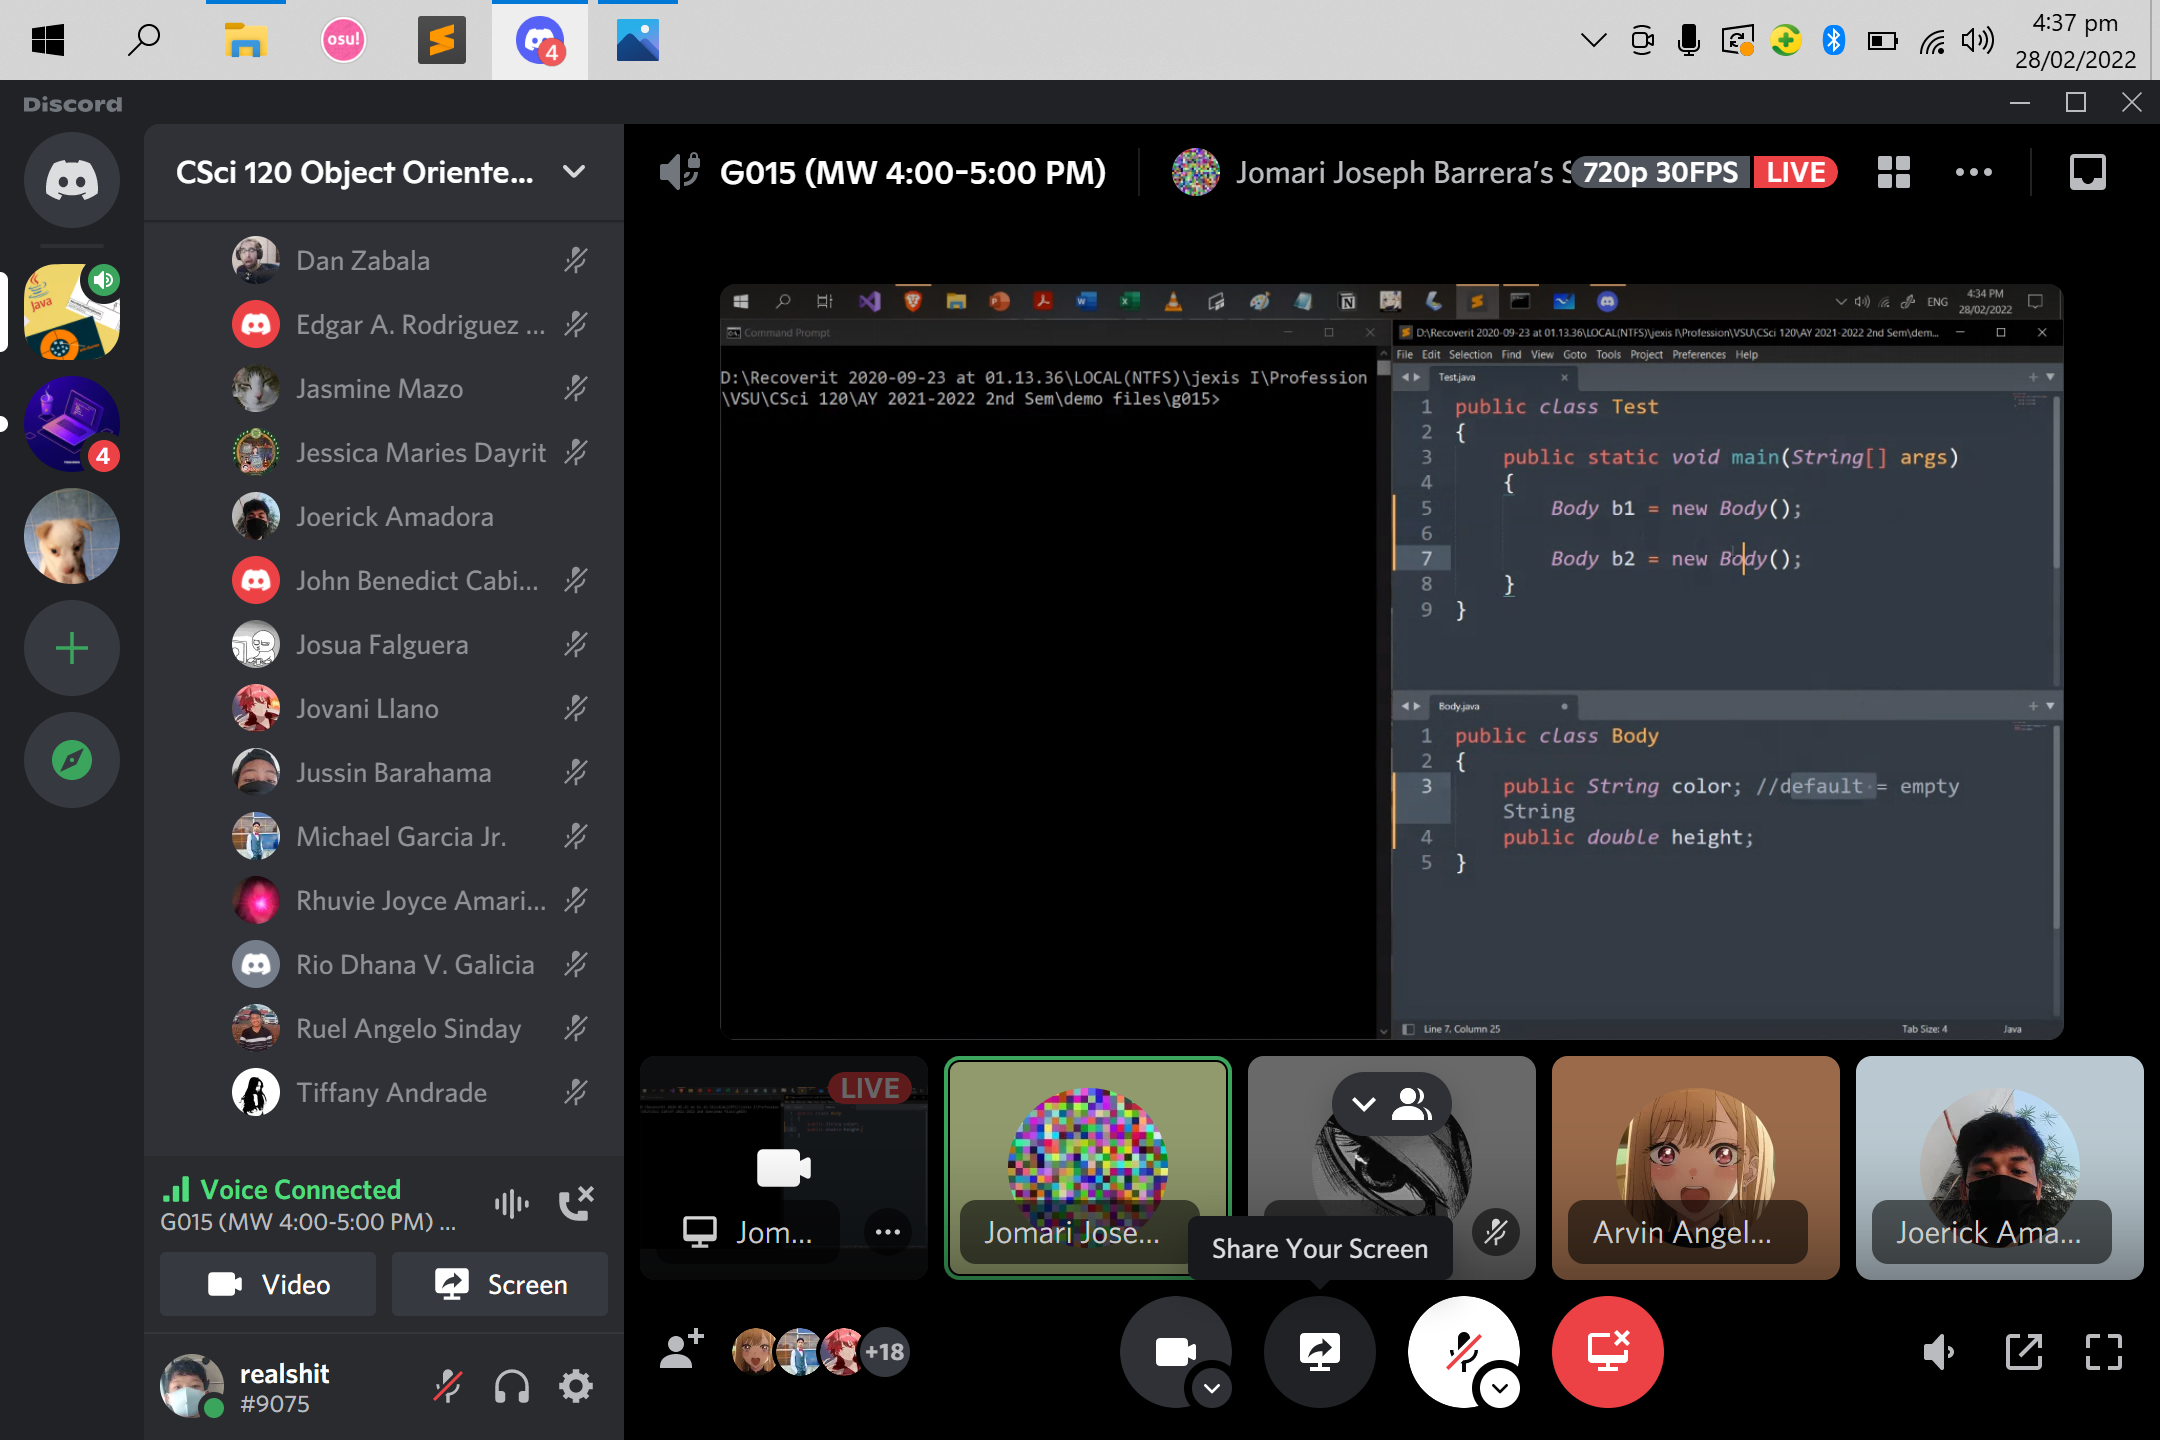 osu!
4
4:37 pm
28/02/2022
Discord
CSci 120 Object Oriente...
G015 (MW 4:00-5:00 PM)
Jomari Joseph Barrera's S
720p 30FPS
LIVE
4
Dan Zabala
Edgar A. Rodriguez ...
Jasmine Mazo
Jessica Maries Dayrit
Joerick Amadora
John Benedict Cabi...
Josua Falguera
Jovani Llano
Jussin Barahama
Michael Garcia Jr.
Rhuvie Joyce Amari...
Rio Dhana V. Galicia
Ruel Angelo Sinday
Tiffany Andrade
Java
ENG
4:34 PM
28/02/2022
Command Prompt
D:\Recoverit 2020-09-23 at 01.13.36\LOCAL(NTFS)\jexis I\Profession
\VSU\CSci 120\AY 2021-2022 2nd Sem\demo files\g015>
D:\Recoverit 2020-09-23 at 01.13.36\LOCAL(NTFS)\jexis I\Profession\VSU\CSci 120\AY 2021-2022 2nd Sem\dem...
File Edit Selection Find View Goto Tools Project Preferences Help
Test.java
1 public class Test
2 {
3 public static void main(String[] args)
4 {
5 Body b1 = new Body();
6
7 Body b2 = new Body();
8 }
9 }
Body.java
1 public class Body
2 {
3 public String color; //default = empty
String
4 public double height;
5 }
Line 7, Column 25
Tab Size: 4
Java
LIVE
Jom...
Jomari Jose...
Share Your Screen
Arvin Angel...
Joerick Ama...
Voice Connected
G015 (MW 4:00-5:00 PM) ...
Video
Screen
+18
realshit
#9075